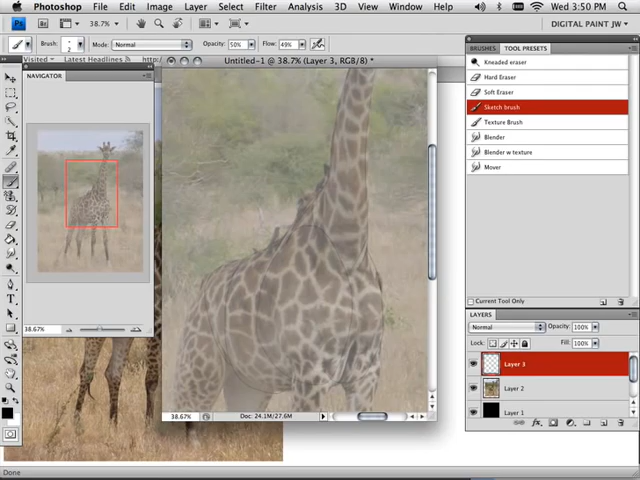 Photoshop File Edit Image Layer Select Filter Analysis 3D View Window Help Wed 3:50 PM
38.7% DIGITAL PAINT JW
Brush: 2 Mode: Normal Opacity: 50% Flow: 49%
Visited Latest Headlines
Untitled-1 @ 38.7% (Layer 3, RGB/8) *
NAVIGATOR
38.67%
38.67% Doc: 24.1M/27.6M
BRUSHES TOOL PRESETS
Kneaded eraser
Hard Eraser
Soft Eraser
Sketch brush
Texture Brush
Blender
Blender w texture
Mover
Current Tool Only
LAYERS
Normal Opacity: 100%
Lock: Fill: 100%
Layer 3
Layer 2
Layer 1
fx
Done